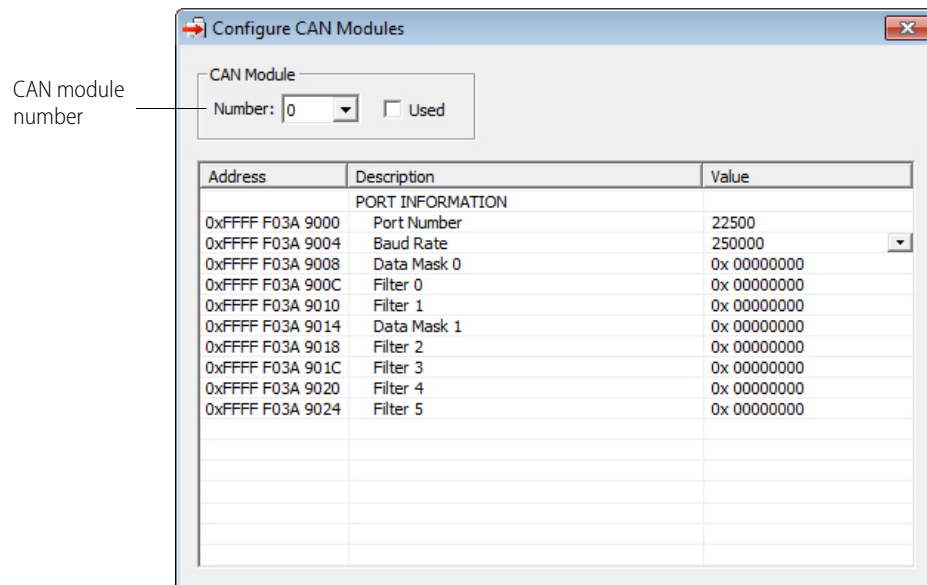 Configure CAN Modules
CAN Module
CAN module
number
Number: 0 Used
Address Description Value
PORT INFORMATION
0xFFFF F03A 9000 Port Number 22500
0xFFFF F03A 9004 Baud Rate 250000
0xFFFF F03A 9008 Data Mask 0 0x 00000000
0xFFFF F03A 900C Filter 0 0x 00000000
0xFFFF F03A 9010 Filter 1 0x 00000000
0xFFFF F03A 9014 Data Mask 1 0x 00000000
0xFFFF F03A 9018 Filter 2 0x 00000000
0xFFFF F03A 901C Filter 3 0x 00000000
0xFFFF F03A 9020 Filter 4 0x 00000000
0xFFFF F03A 9024 Filter 5 0x 00000000